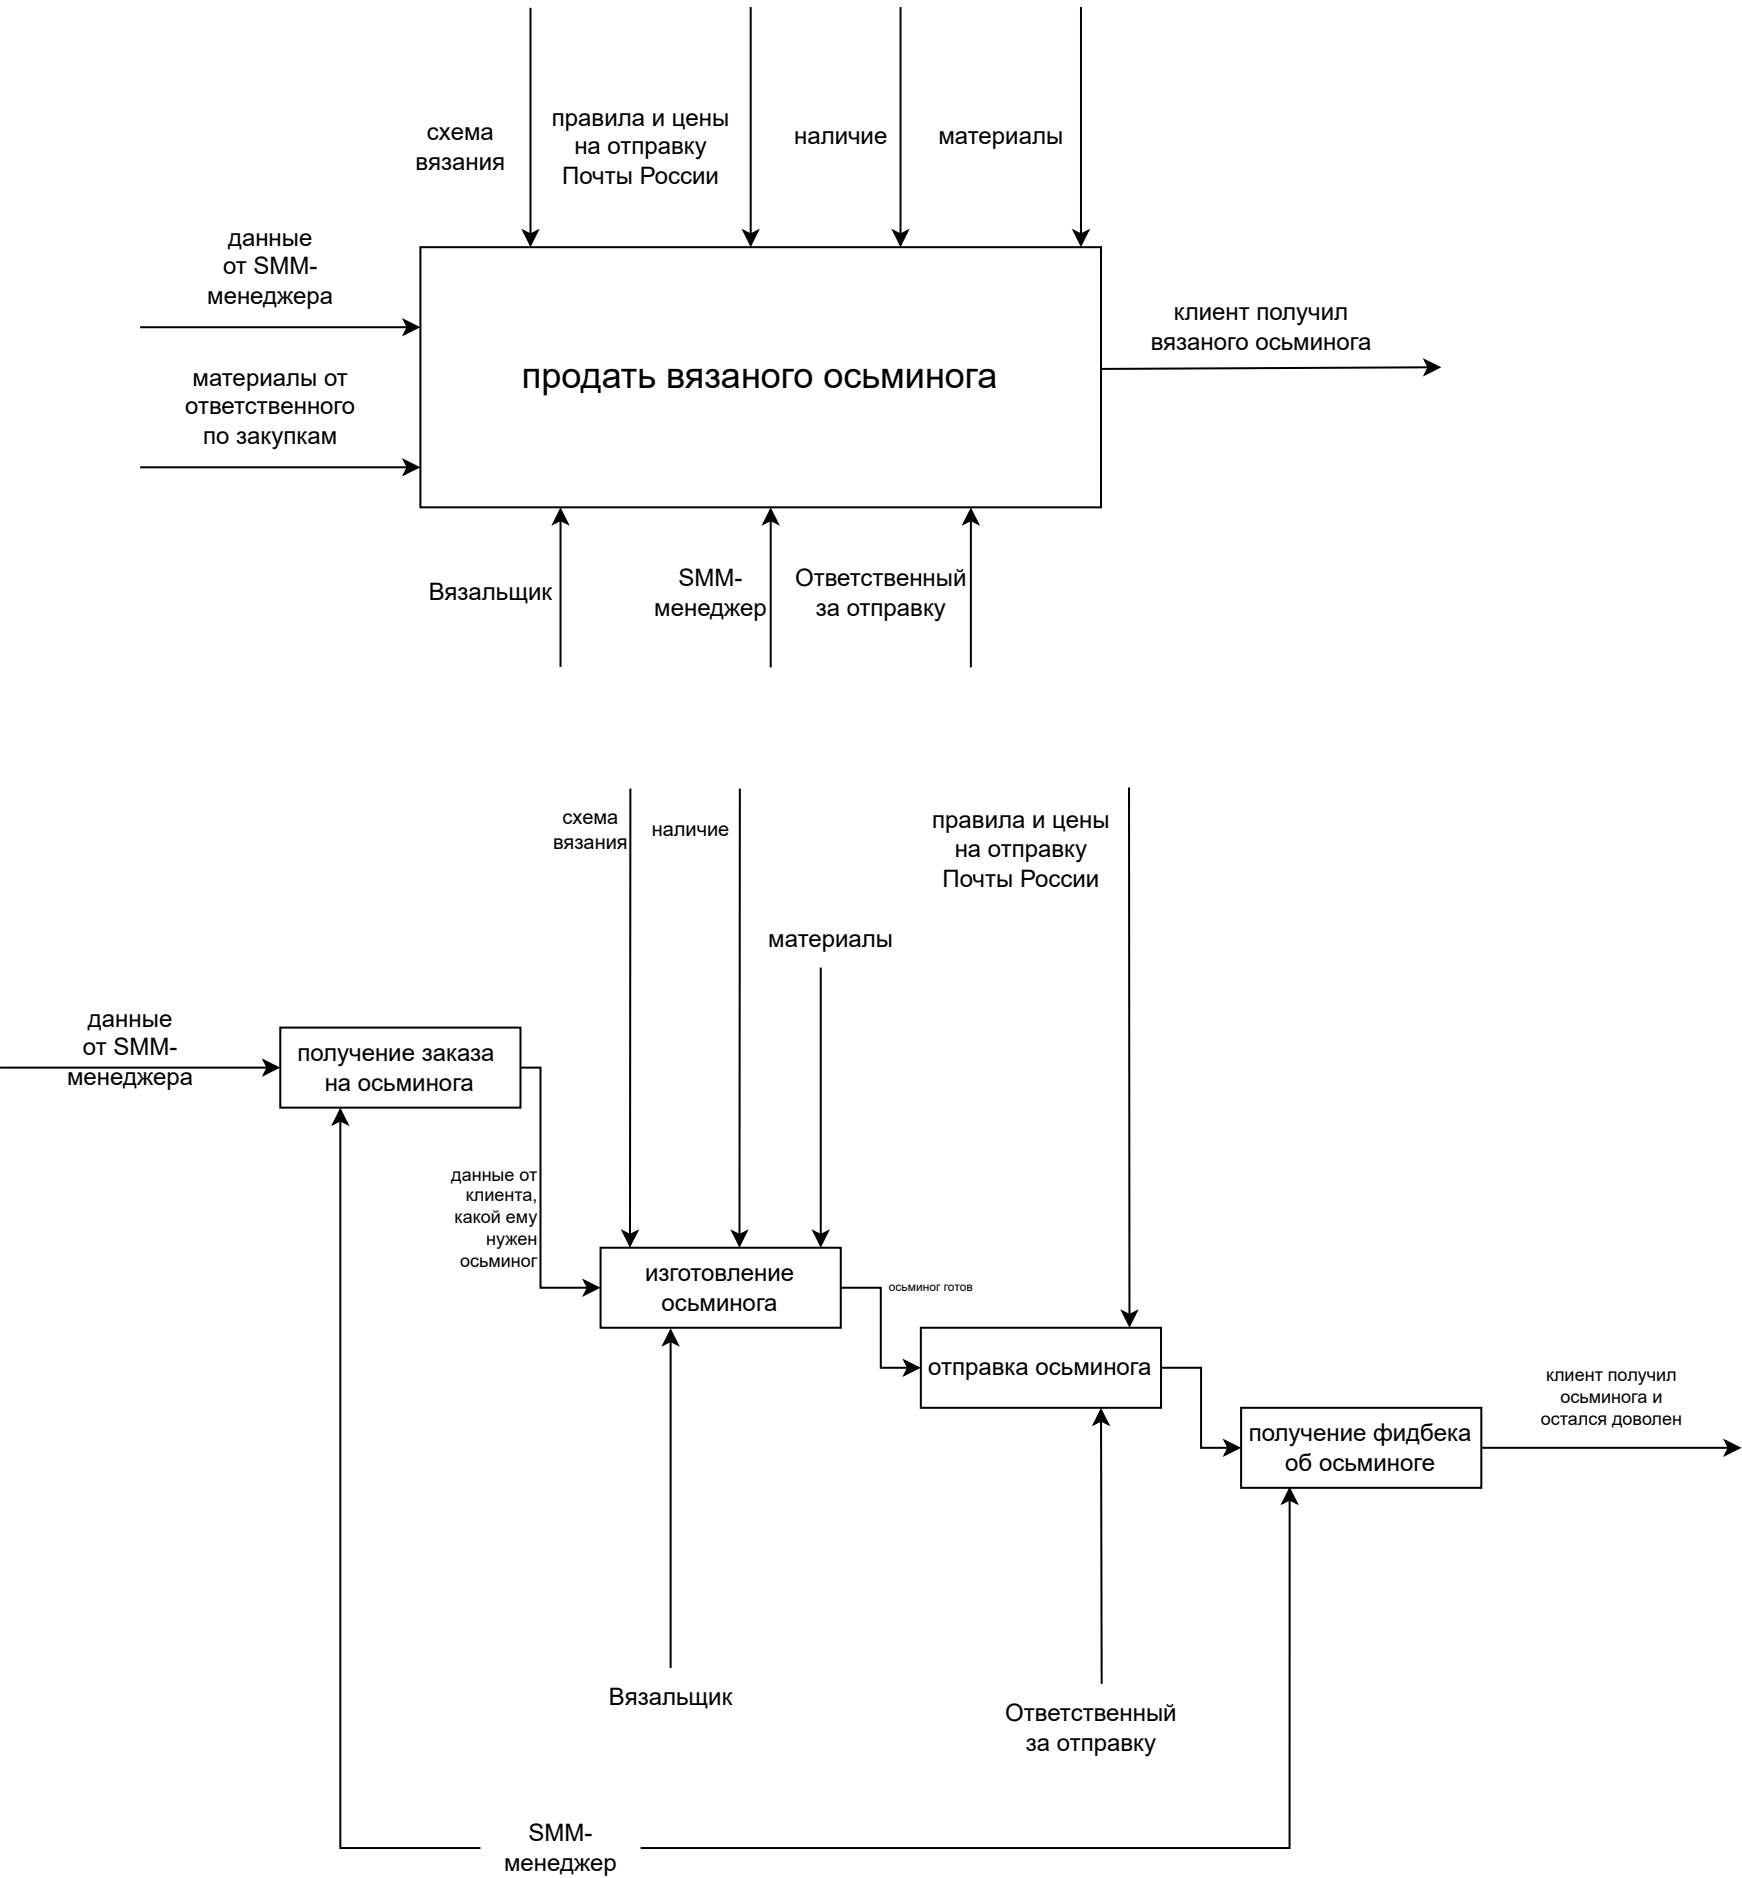 схема
вязания
правила и цены
на отправку
Почты России
наличие
материалы
данные
от SMM-
менеджера
материалы от
ответственного
по закупкам
продать вязаного осьминога
клиент получил
вязаного осьминога
Вязальщик
SMM-
менеджер
Ответственный
за отправку
схема
вязания
наличие
правила и цены
на отправку
Почты России
материалы
данные
от SMM-
менеджера
получение заказа
на осьминога
данные от
клиента,
какой ему
нужен
осьминог
изготовление
осьминога
осьминог готов
отправка осьминога
получение фидбека
об осьминоге
клиент получил
осьминога и
остался доволен
Вязальщик
Ответственный
за отправку
SMM-
менеджер